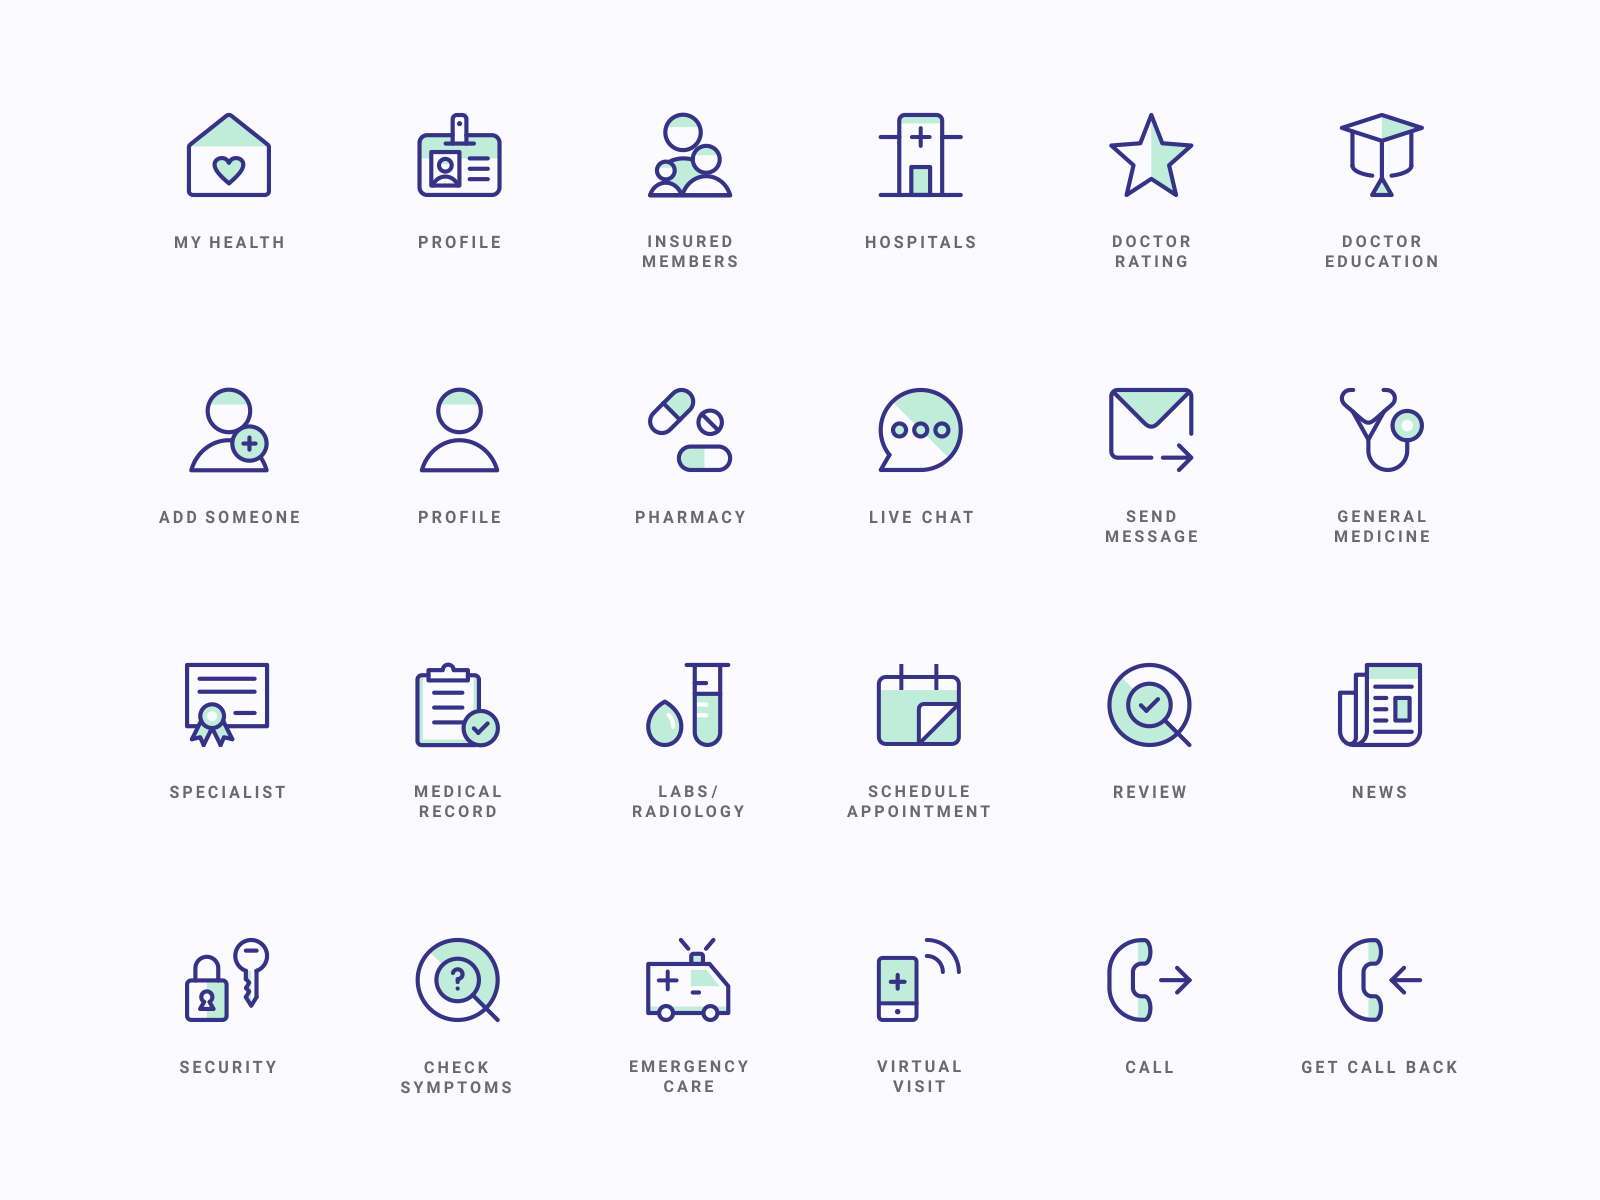 MY HEALTH
PROFILE
INSURED
MEMBERS
HOSPITALS
DOCTOR
RATING
DOCTOR
EDUCATION
ADD SOMEONE
PROFILE
PHARMACY
LIVE CHAT
SEND
MESSAGE
GENERAL
MEDICINE
SPECIALIST
MEDICAL
RECORD
LABS/
RADIOLOGY
SCHEDULE
APPOINTMENT
REVIEW
NEWS
SECURITY
CHECK
SYMPTOMS
EMERGENCY
CARE
VIRTUAL
VISIT
CALL
GET CALL BACK